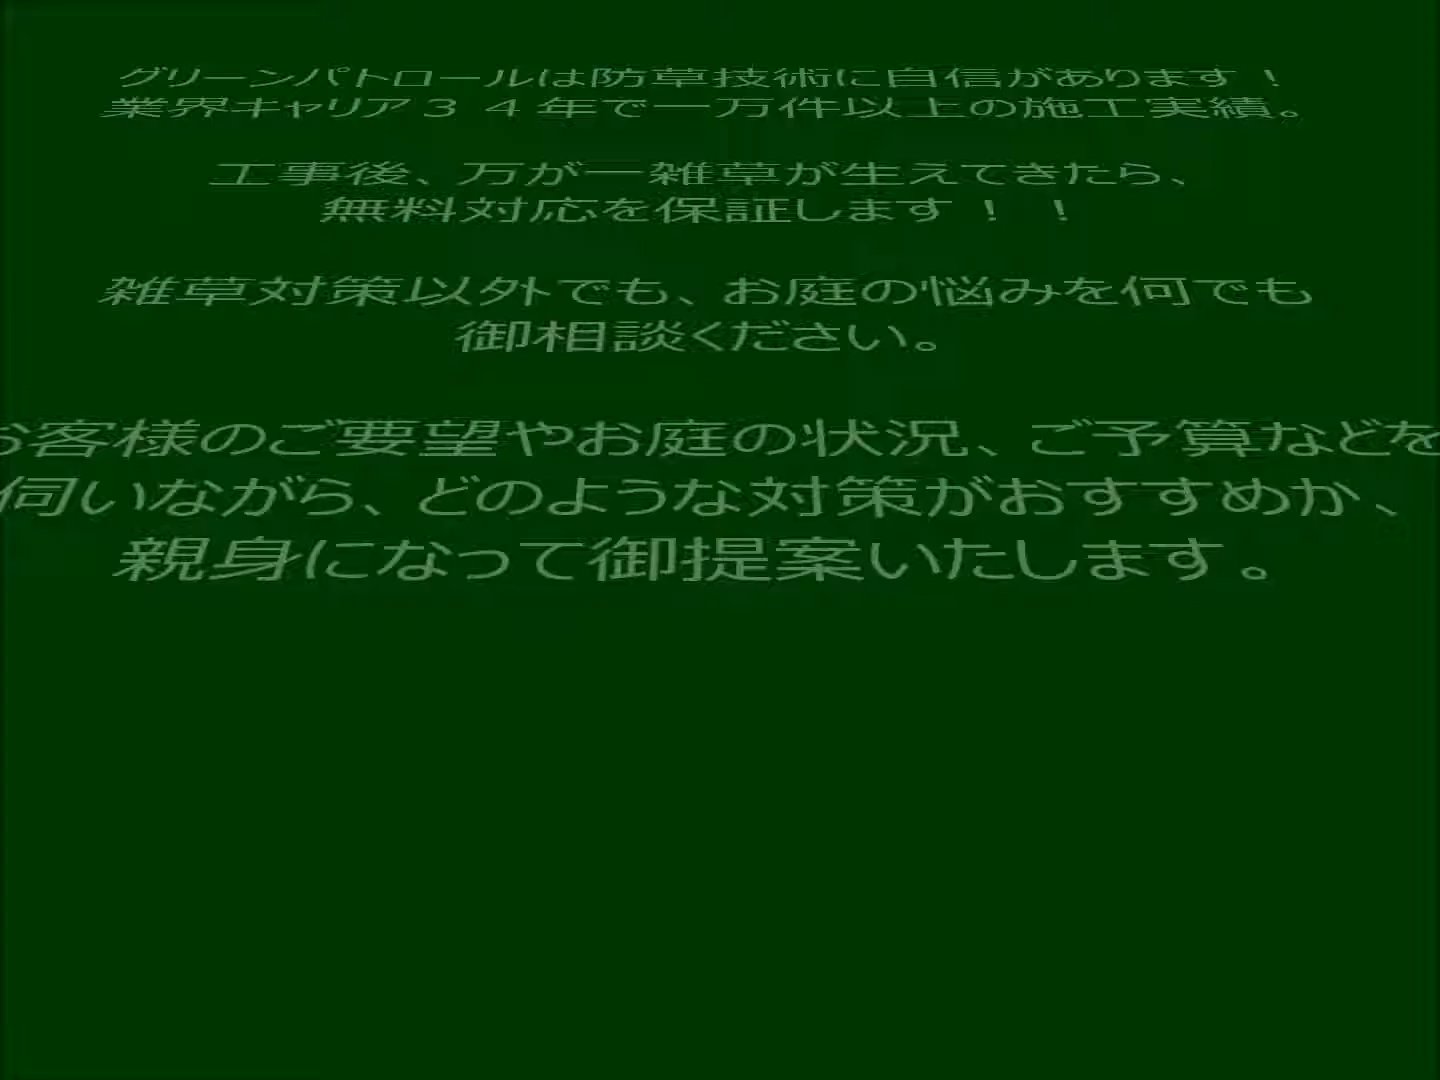 グリーンパトロールは防草技術に自信があります！
業界キャリア３４年で一万件以上の施工実績。
工事後、万が一雑草が生えてきたら、
無料対応を保証します！！
雑草対策以外でも、お庭の悩みを何でも
御相談ください。
お客様のご要望やお庭の状況、ご予算などを
伺いながら、どのような対策がおすすめか、
親身になって御提案いたします。